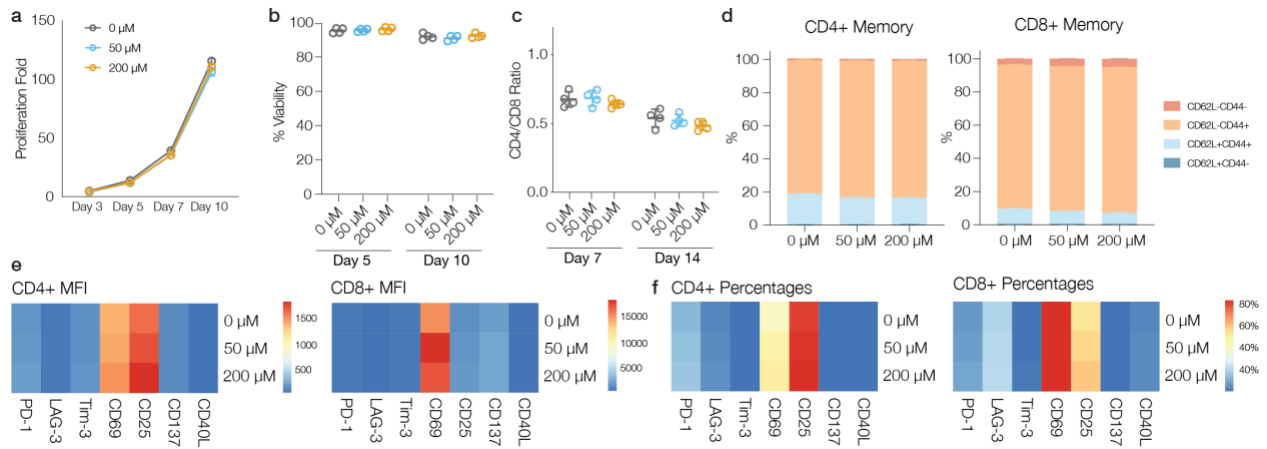 a
150
100
50
0
Proliferation Fold
0 µM
50 µM
200 µM
Day 3 Day 5 Day 7 Day 10
b
100
80
60
40
20
0
% Viability
0 µM 50 µM 200 µM 0 µM 50 µM 200 µM
Day 5 Day 10
c
1.0
0.5
0.0
CD4/CD8 Ratio
0 µM 50 µM 200 µM 0 µM 50 µM 200 µM
Day 7 Day 14
d
CD4+ Memory
100
80
60
40
20
0
%
0 µM 50 µM 200 µM
CD8+ Memory
100
80
60
40
20
0
%
0 µM 50 µM 200 µM
CD62L-CD44-
CD62L-CD44+
CD62L+CD44+
CD62L+CD44-
e
CD4+ MFI
0 µM
50 µM
200 µM
1500
1000
500
PD-1 LAG-3 Tim-3 CD69 CD25 CD137 CD40L
CD8+ MFI
0 µM
50 µM
200 µM
15000
10000
5000
PD-1 LAG-3 Tim-3 CD69 CD25 CD137 CD40L
f
CD4+ Percentages
0 µM
50 µM
200 µM
PD-1 LAG-3 Tim-3 CD69 CD25 CD137 CD40L
CD8+ Percentages
0 µM
50 µM
200 µM
80%
60%
40%
40%
PD-1 LAG-3 Tim-3 CD69 CD25 CD137 CD40L